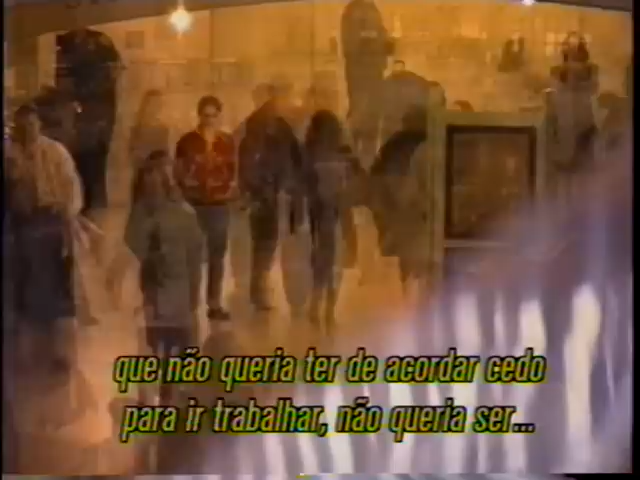 que não queria ter de acordar cedo
para ir trabalhar, não queria ser...